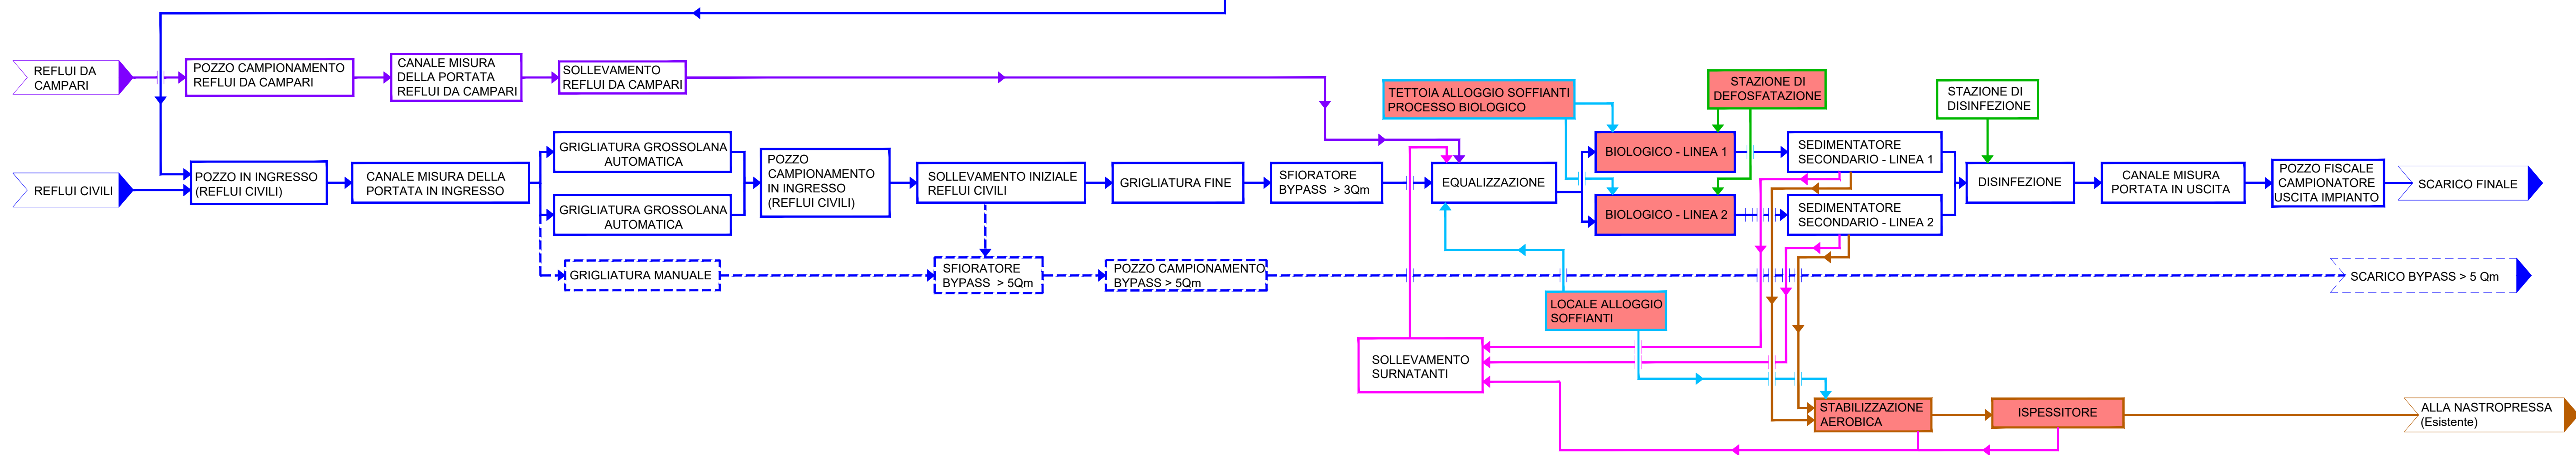 REFLUI DA
CAMPARI
POZZO CAMPIONAMENTO
REFLUI DA CAMPARI
CANALE MISURA
DELLA PORTATA
REFLUI DA CAMPARI
SOLLEVAMENTO
REFLUI DA CAMPARI
TETTOIA ALLOGGIO SOFFIANTI
PROCESSO BIOLOGICO
STAZIONE DI
DEFOSFATAZIONE
STAZIONE DI
DISINFEZIONE
REFLUI CIVILI
POZZO IN INGRESSO
(REFLUI CIVILI)
CANALE MISURA DELLA
PORTATA IN INGRESSO
GRIGLIATURA GROSSOLANA
AUTOMATICA
GRIGLIATURA GROSSOLANA
AUTOMATICA
POZZO
CAMPIONAMENTO
IN INGRESSO
(REFLUI CIVILI)
SOLLEVAMENTO INIZIALE
REFLUI CIVILI
GRIGLIATURA FINE
SFIORATORE
BYPASS > 3Qm
EQUALIZZAZIONE
BIOLOGICO - LINEA 1
BIOLOGICO - LINEA 2
SEDIMENTATORE
SECONDARIO - LINEA 1
SEDIMENTATORE
SECONDARIO - LINEA 2
DISINFEZIONE
CANALE MISURA
PORTATA IN USCITA
POZZO FISCALE
CAMPIONATORE
USCITA IMPIANTO
SCARICO FINALE
GRIGLIATURA MANUALE
SFIORATORE
BYPASS > 5Qm
POZZO CAMPIONAMENTO
BYPASS > 5Qm
SCARICO BYPASS > 5 Qm
LOCALE ALLOGGIO
SOFFIANTI
SOLLEVAMENTO
SURNATANTI
STABILIZZAZIONE
AEROBICA
ISPESSITORE
ALLA NASTROPRESSA
(Esistente)